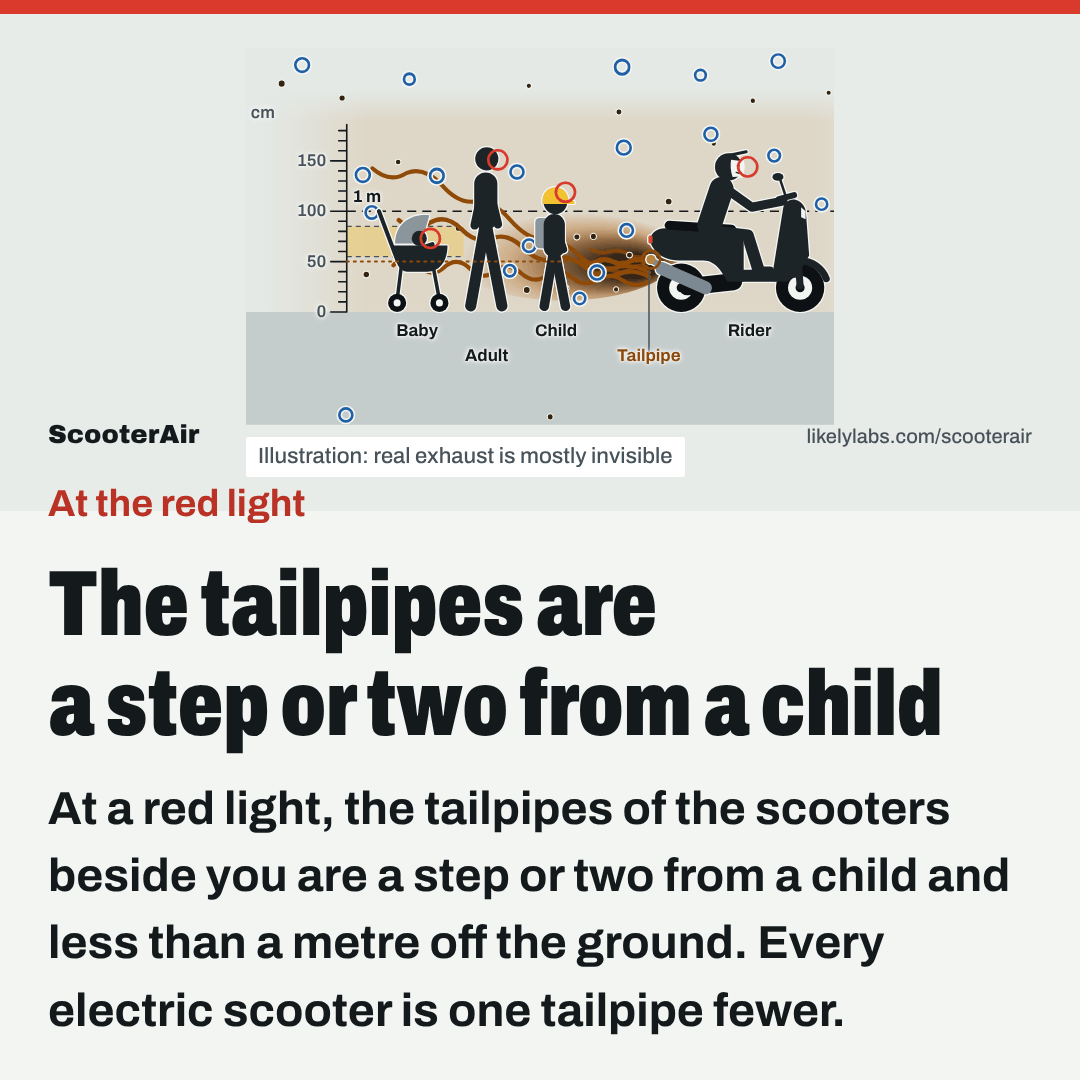 cm
150
1 m
100
50
0
Baby
Child
Rider
Adult
Tailpipe
ScooterAir
likelylabs.com/scooterair
Illustration: real exhaust is mostly invisible
At the red light
The tailpipes are
a step or two from a child
At a red light, the tailpipes of the scooters
beside you are a step or two from a child and
less than a metre off the ground. Every
electric scooter is one tailpipe fewer.